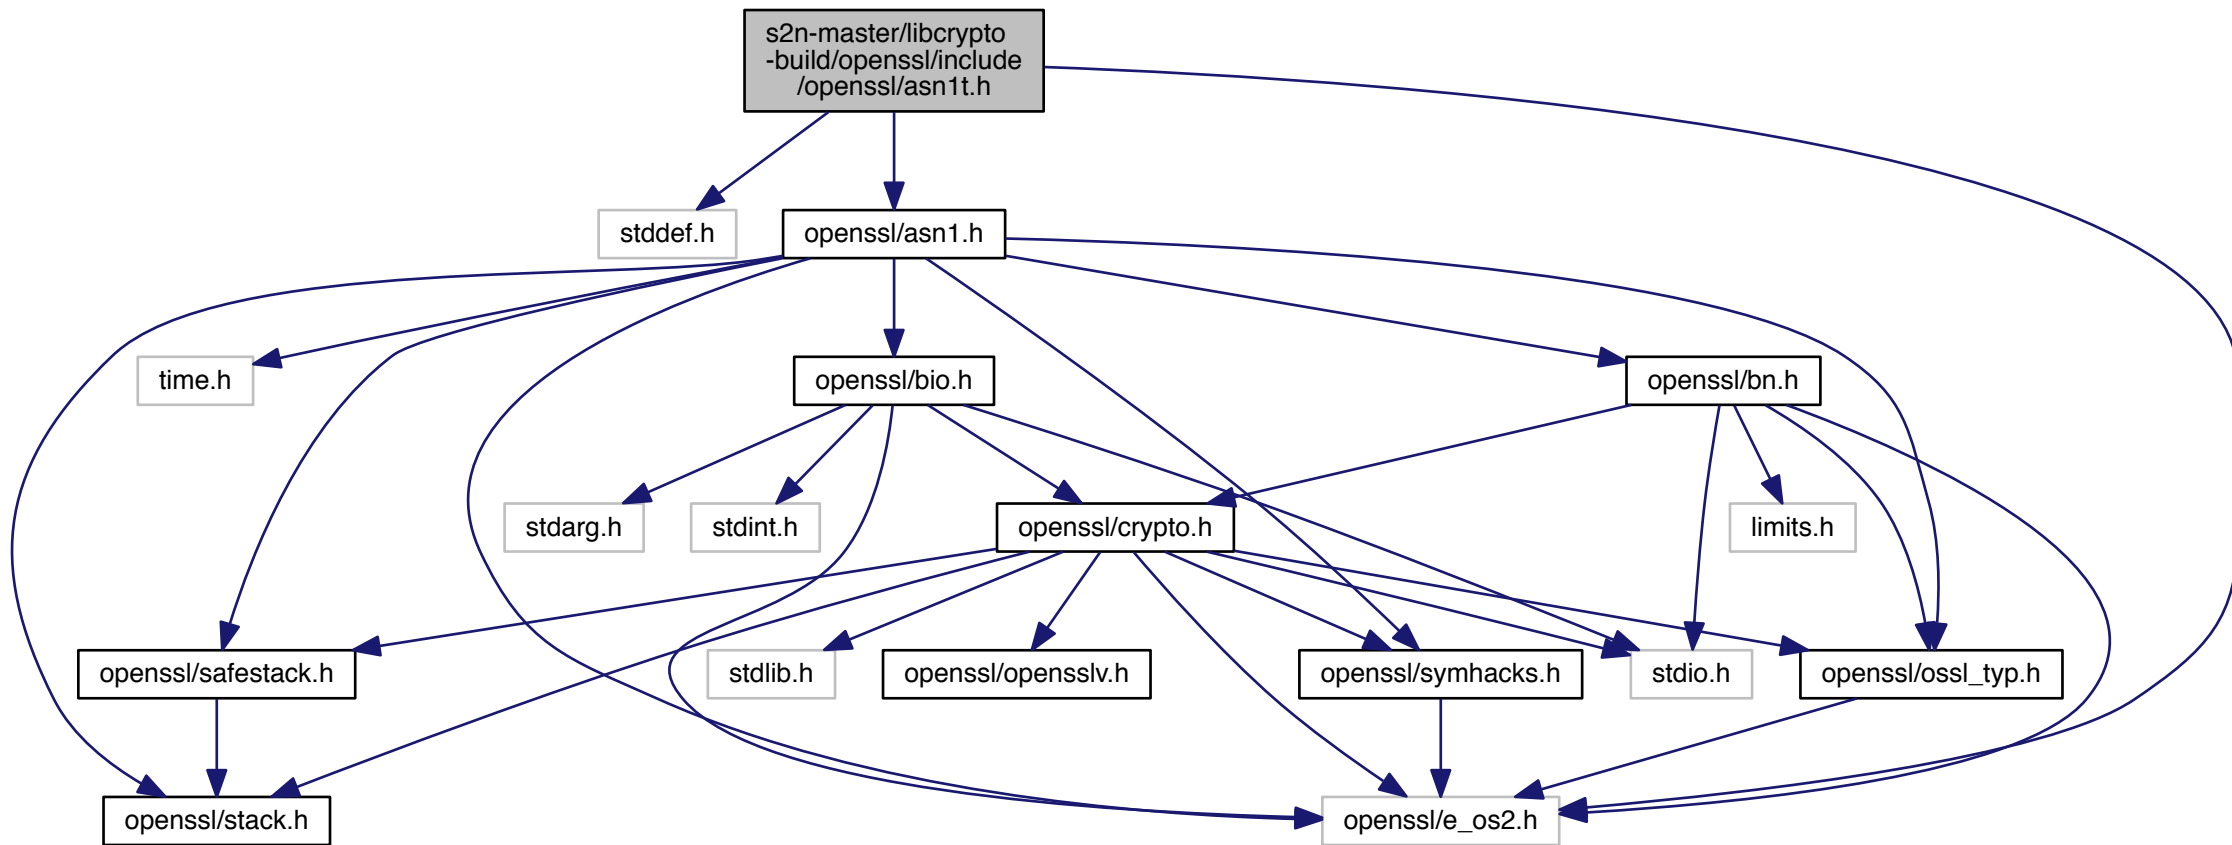 s2n-master/libcrypto
-build/openssl/include
/openssl/asn1t.h
stddef.h
openssl/asn1.h
time.h
openssl/bio.h
openssl/bn.h
stdarg.h
stdint.h
openssl/crypto.h
limits.h
openssl/safestack.h
stdlib.h
openssl/opensslv.h
openssl/symhacks.h
stdio.h
openssl/ossl_typ.h
openssl/stack.h
openssl/e_os2.h